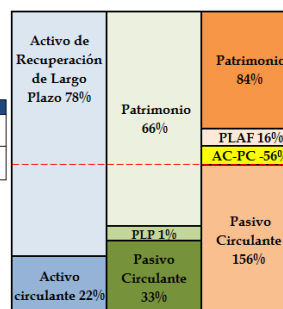 Activo de
Recuperación
de Largo
Plazo 78%
Activo
circulante 22%
Patrimonio
66%
PLP 1%
Pasivo
Circulante
33%
Patrimonio
84%
PLAF 16%
AC-PC -56%
Pasivo
Circulante
156%